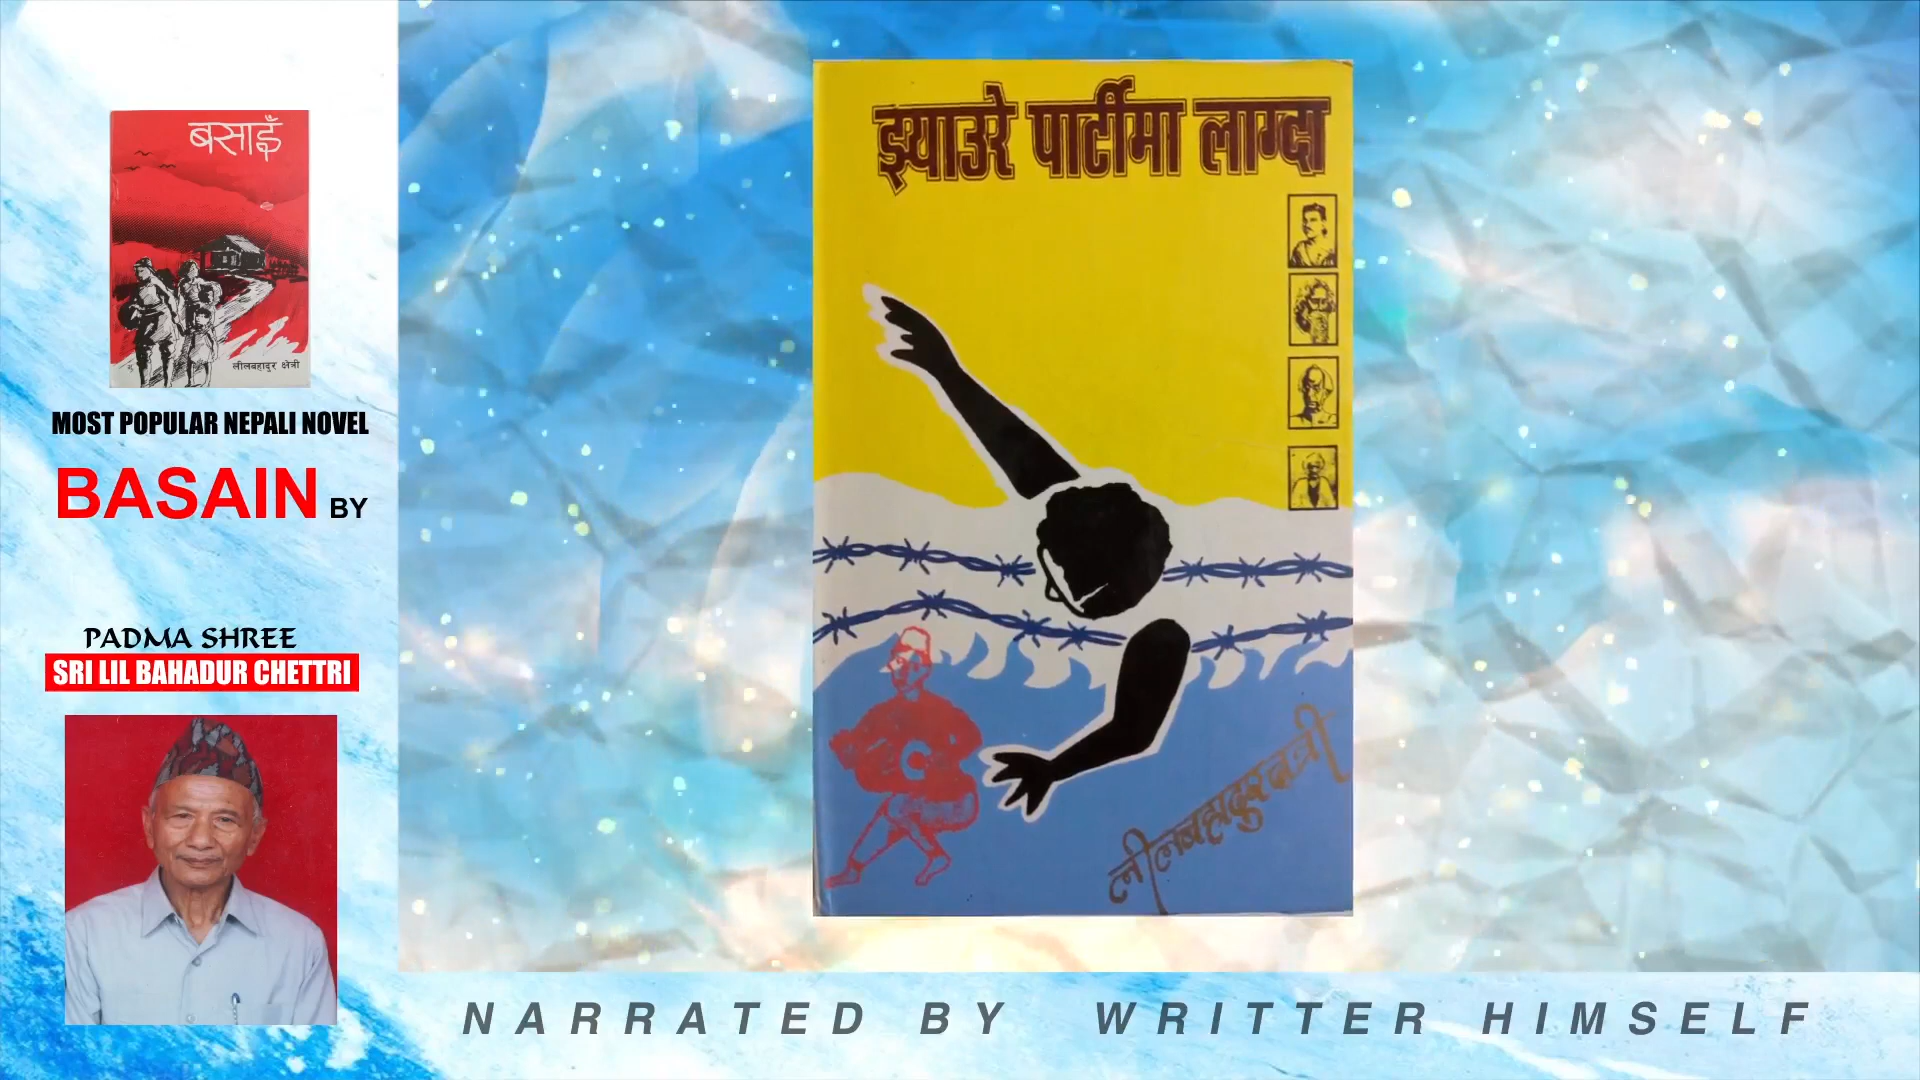 बसाइँ
लीलबहादुर क्षेत्री
MOST POPULAR NEPALI NOVEL
BASAIN BY
PADMA SHREE
SRI LIL BAHADUR CHETTRI
झ्याउरे पार्टीमा लाग्दा
लीलबहादुर क्षत्री
NARRATED BY WRITTER HIMSELF